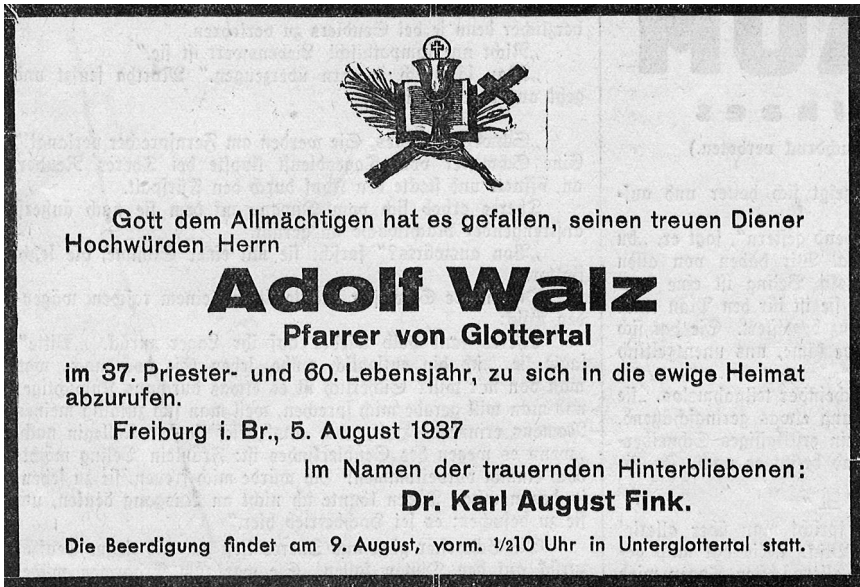 Gott dem Allmächtigen hat es gefallen, seinen treuen Diener
Hochwürden Herrn
Adolf Walz
Pfarrer von Glottertal
im 37. Priester- und 60. Lebensjahr, zu sich in die ewige Heimat
abzurufen.
Freiburg i. Br., 5. August 1937
Im Namen der trauernden Hinterbliebenen:
Dr. Karl August Fink.
Die Beerdigung findet am 9. August, vorm. 1/210 Uhr in Unterglottertal statt.